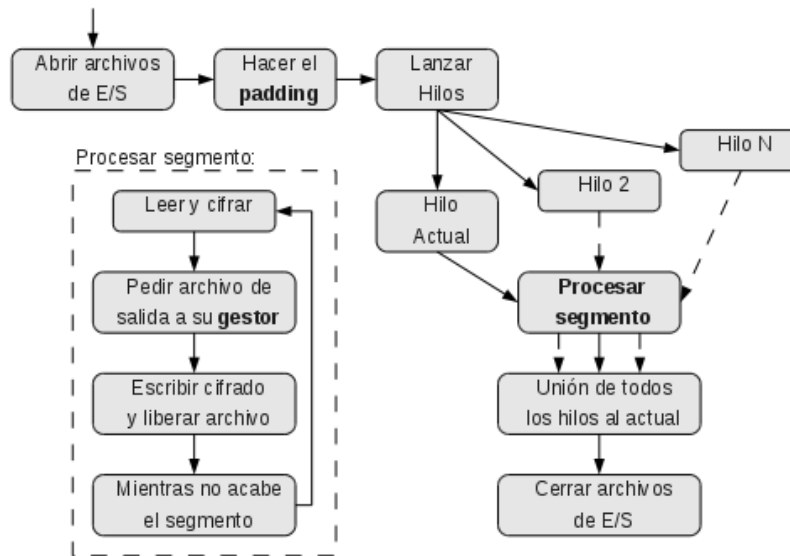 Abrir archivos
de E/S
Hacer el
padding
Lanzar
Hilos
Hilo N
Procesar segmento:
Leer y cifrar
Hilo 2
Hilo
Actual
Pedir archivo de
salida a su gestor
Procesar
segmento
Escribir cifrado
y liberar archivo
Unión de todos
los hilos al actual
Mientras no acabe
el segmento
Cerrar archivos
de E/S